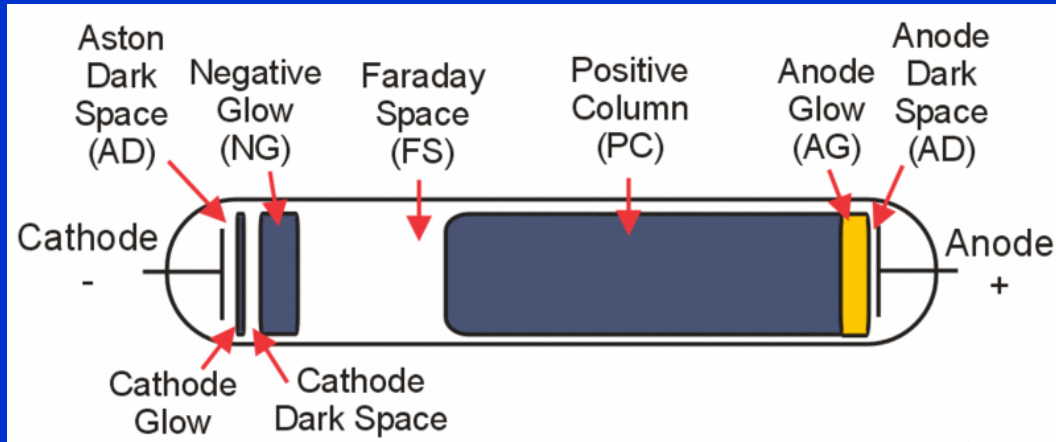 Aston
Dark
Space
(AD)
Negative
Glow
(NG)
Faraday
Space
(FS)
Positive
Column
(PC)
Anode
Glow
(AG)
Anode
Dark
Space
(AD)
Cathode
-
Anode
+
Cathode
Glow
Cathode
Dark Space